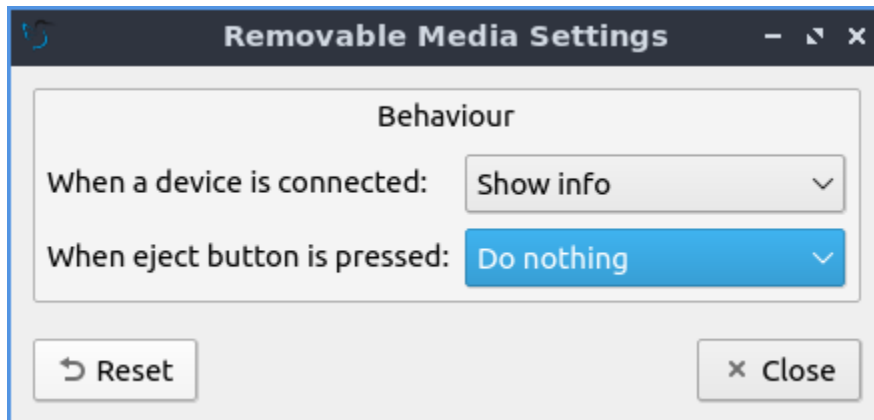 Removable Media Settings
Behaviour
When a device is connected: Show info
When eject button is pressed: Do nothing
Reset Close